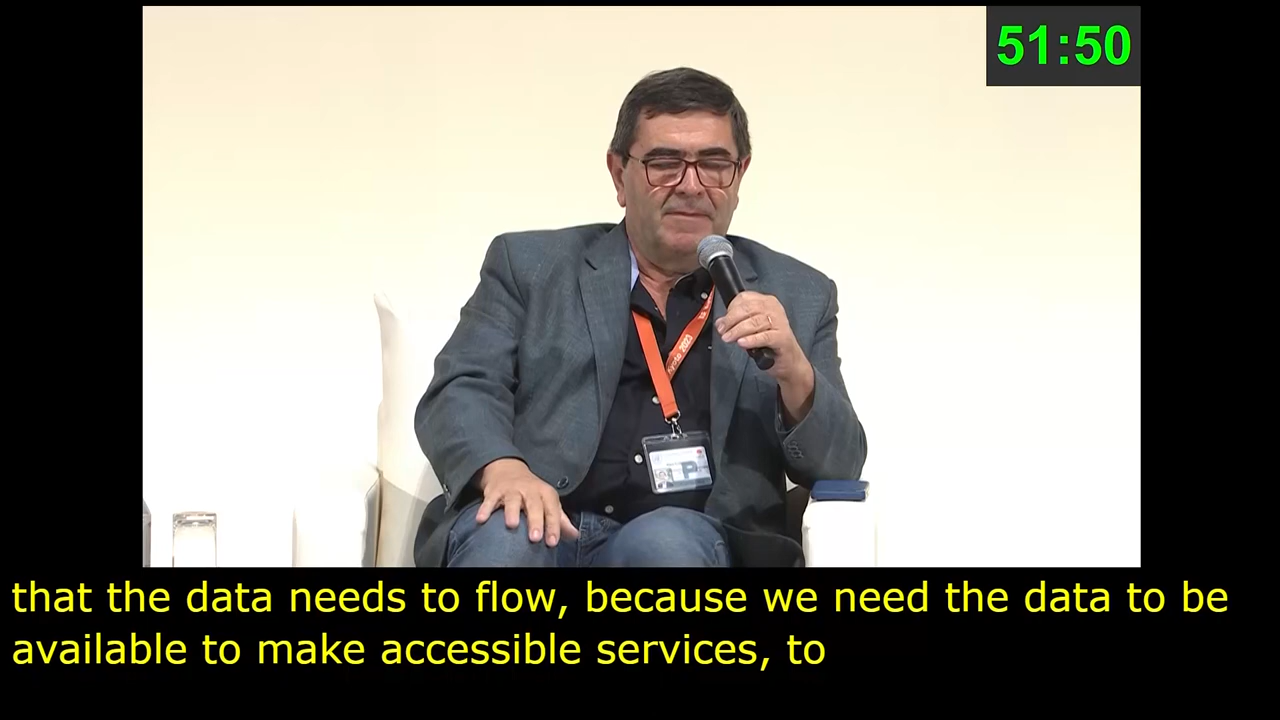 51:50
2023
P
that the data needs to flow, because we need the data to be
available to make accessible services, to